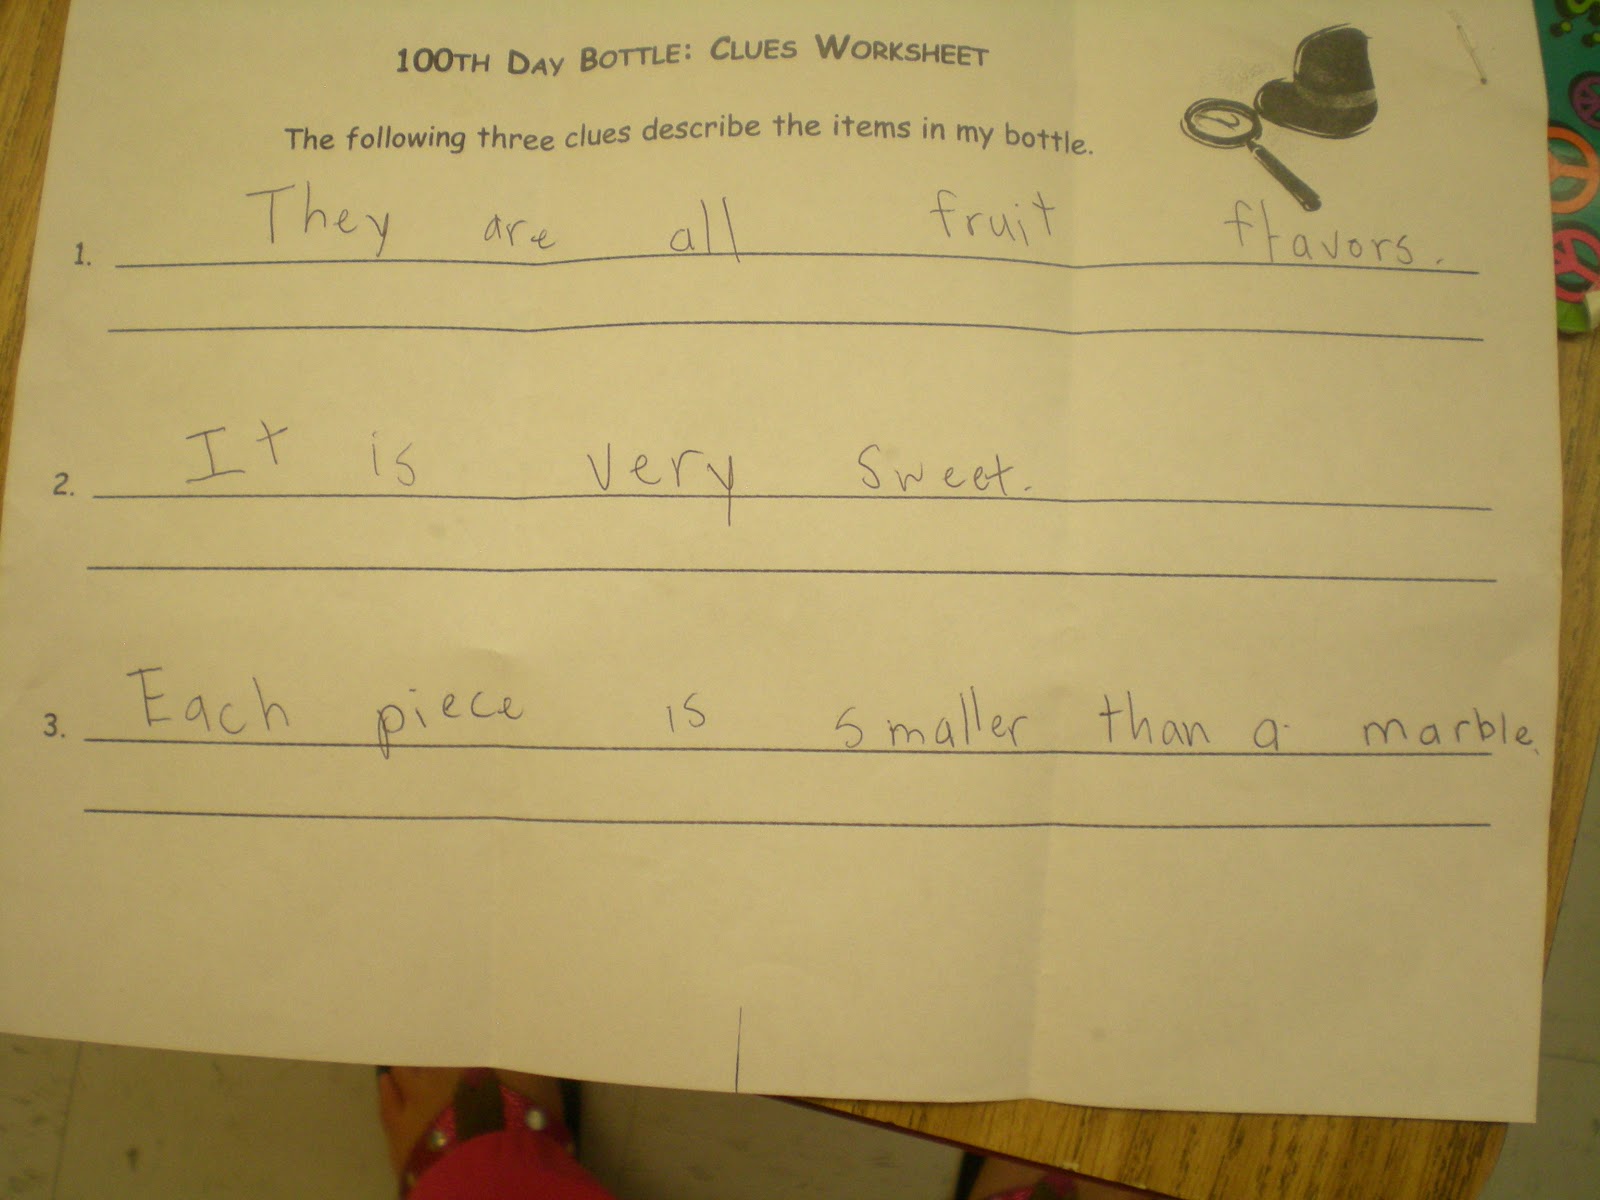 100TH DAY BOTTLE: CLUES WORKSHEET
The following three clues describe the items in my bottle.
1. They are all fruit flavors.
2. It is very sweet.
3. Each piece is smaller than a marble.